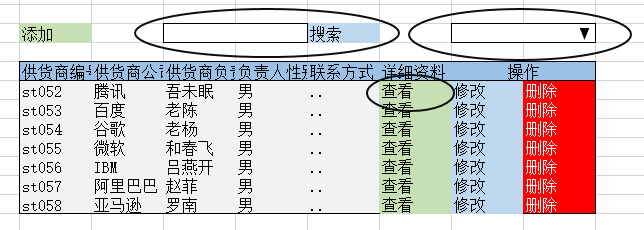 添加 搜索 ▼
供货商编号 供货商公司 供货商负责 负责人性别 联系方式 详细资料 操作
st052 腾讯 吾未眠 男 .. 查看 修改 删除
st053 百度 老陈 男 .. 查看 修改 删除
st054 谷歌 老杨 男 .. 查看 修改 删除
st055 微软 和春飞 男 .. 查看 修改 删除
st056 IBM 吕燕开 男 .. 查看 修改 删除
st057 阿里巴巴 赵菲 男 .. 查看 修改 删除
st058 亚马逊 罗南 男 .. 查看 修改 删除